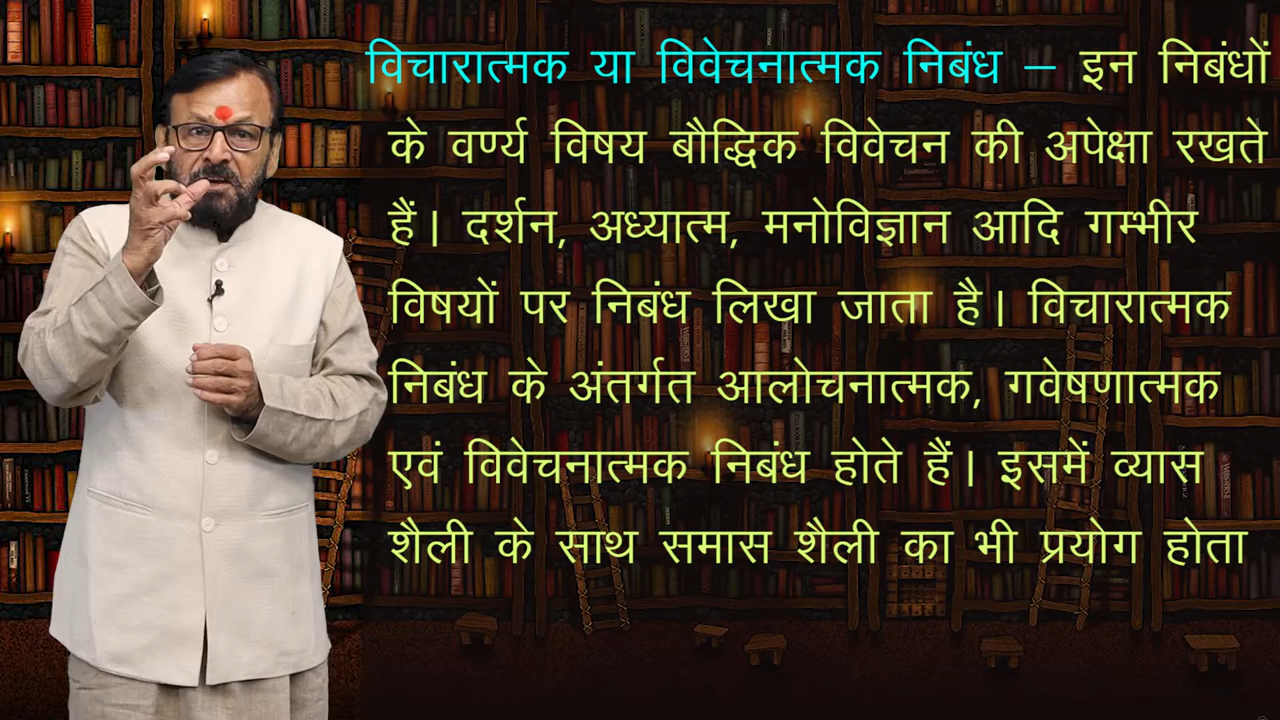 विचारात्मक या विवेचनात्मक निबंध – इन निबंधों
के वर्ण्य विषय बौद्धिक विवेचन की अपेक्षा रखते
हैं। दर्शन, अध्यात्म, मनोविज्ञान आदि गम्भीर
विषयों पर निबंध लिखा जाता है। विचारात्मक
निबंध के अंतर्गत आलोचनात्मक, गवेषणात्मक
एवं विवेचनात्मक निबंध होते हैं। इसमें व्यास
शैली के साथ समास शैली का भी प्रयोग होता